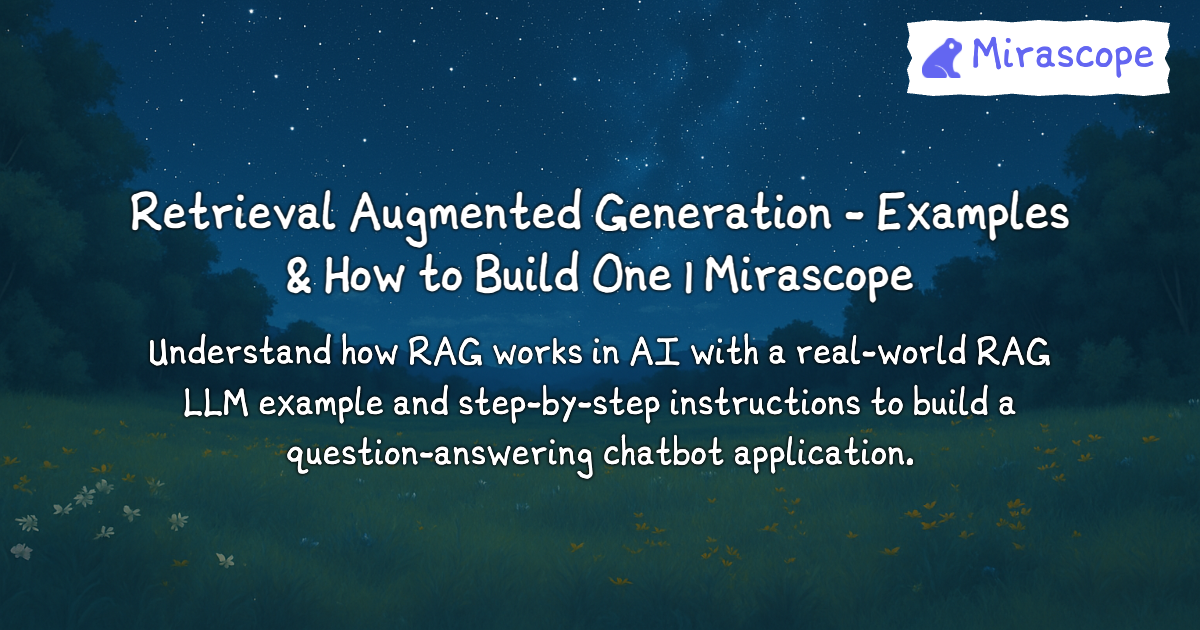 Mirascope
Retrieval Augmented Generation - Examples
& How to Build One | Mirascope
Understand how RAG works in AI with a real-world RAG
LLM example and step-by-step instructions to build a
question-answering chatbot application.